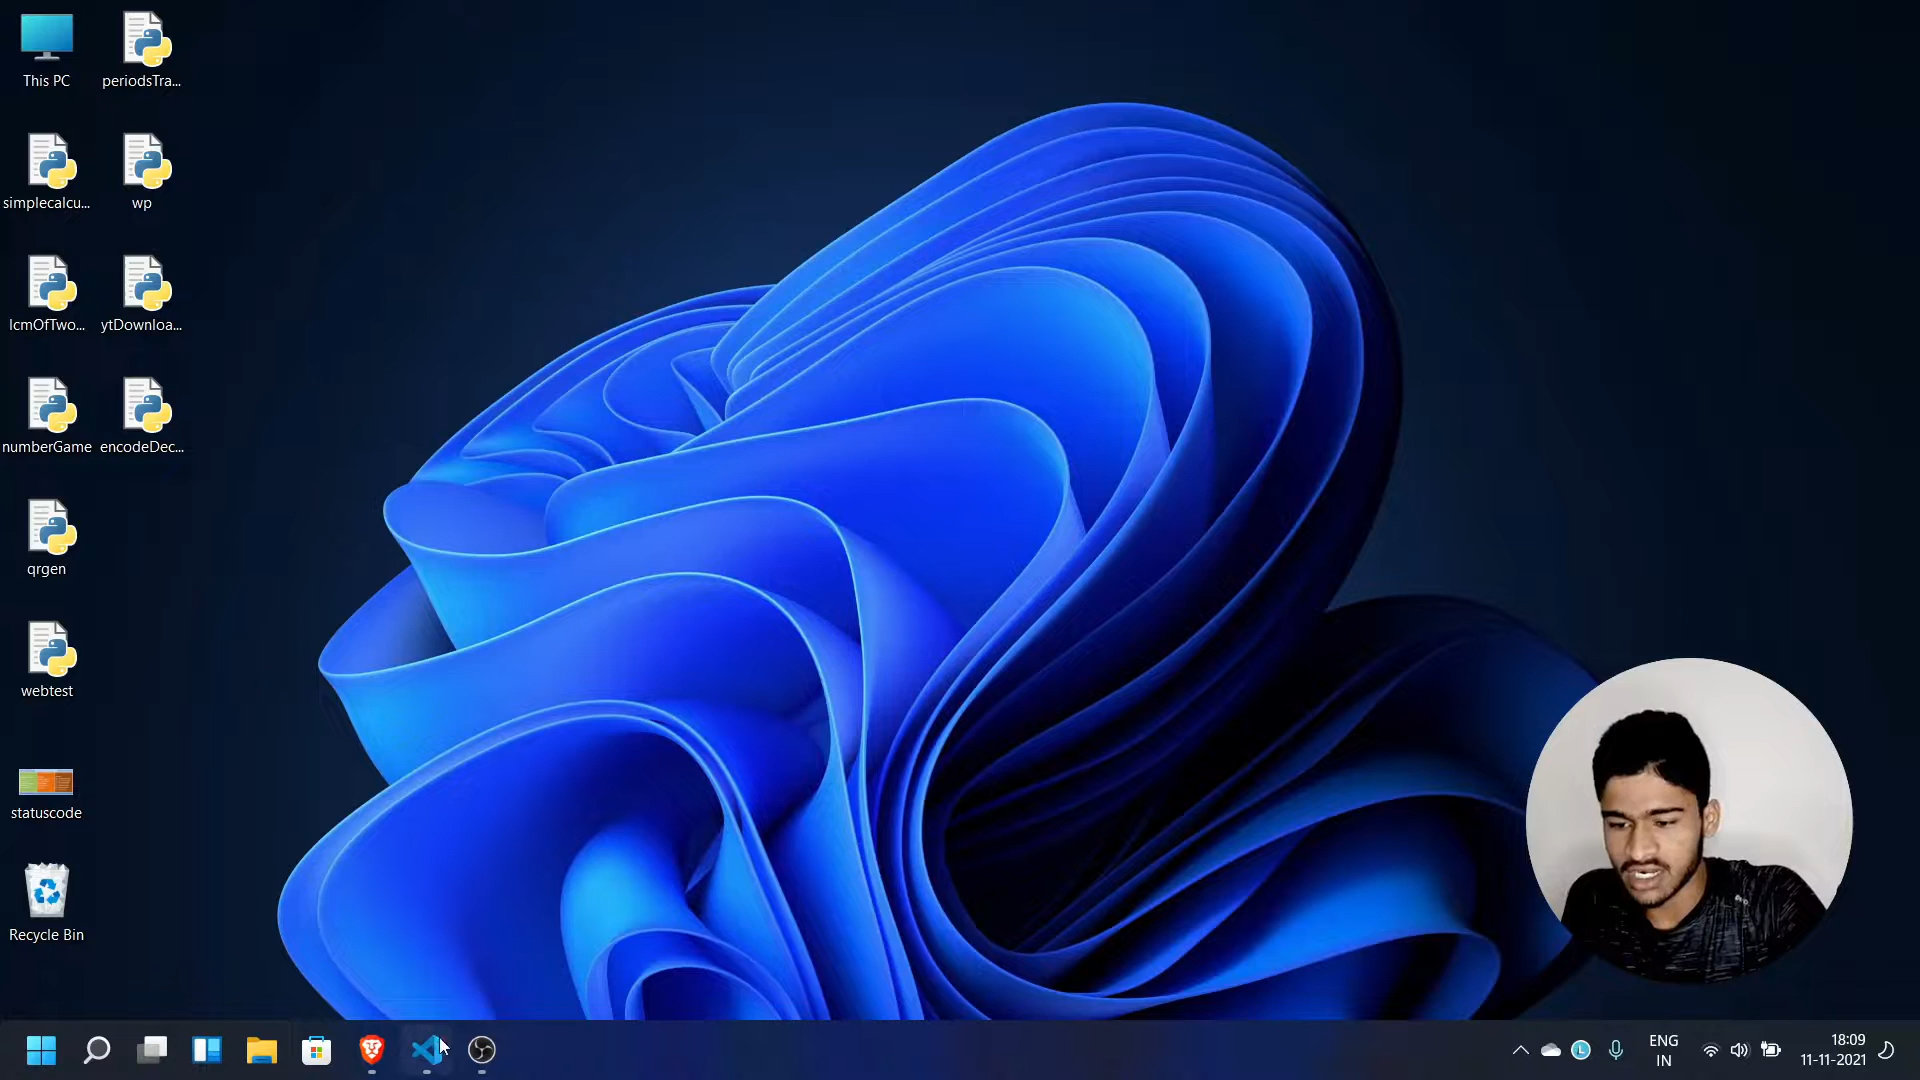 This PC
periodsTra...
simplecalcu...
wp
lcmOfTwo...
ytDownloa...
numberGame
encodeDec...
qrgen
webtest
statuscode
Recycle Bin
ENG
IN
18:09
11-11-2021